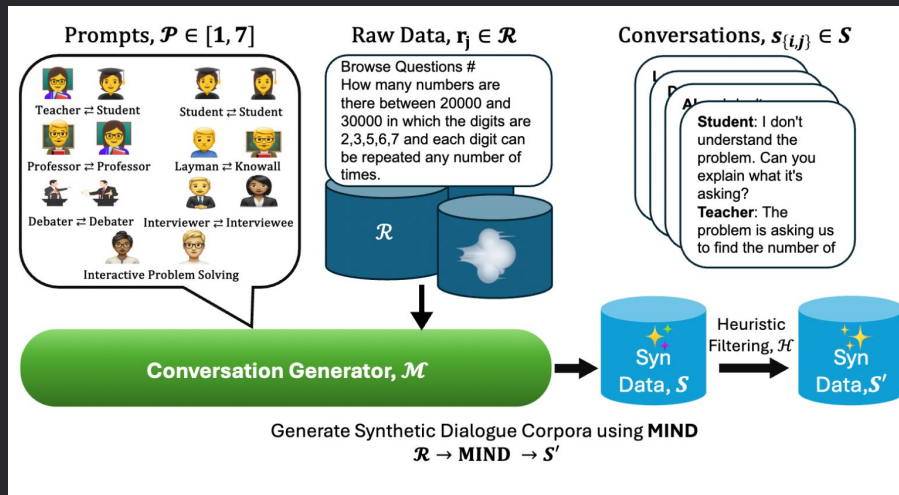 Prompts, 𝒫 ∈ [1, 7]
Teacher ⇄ Student
Student ⇄ Student
Professor ⇄ Professor
Layman ⇄ Knowall
Debater ⇄ Debater
Interviewer ⇄ Interviewee
Interactive Problem Solving
Raw Data, r_j ∈ ℛ
Browse Questions #
How many numbers are
there between 20000 and
30000 in which the digits are
2,3,5,6,7 and each digit can
be repeated any number of
times.
ℛ
Conversations, s_{i,j} ∈ S
Student: I don't
understand the
problem. Can you
explain what it's
asking?
Teacher: The
problem is asking us
to find the number of
Conversation Generator, ℳ
Syn
Data, S
Heuristic
Filtering, ℋ
Syn
Data,S′
Generate Synthetic Dialogue Corpora using MIND
ℛ → MIND → S′